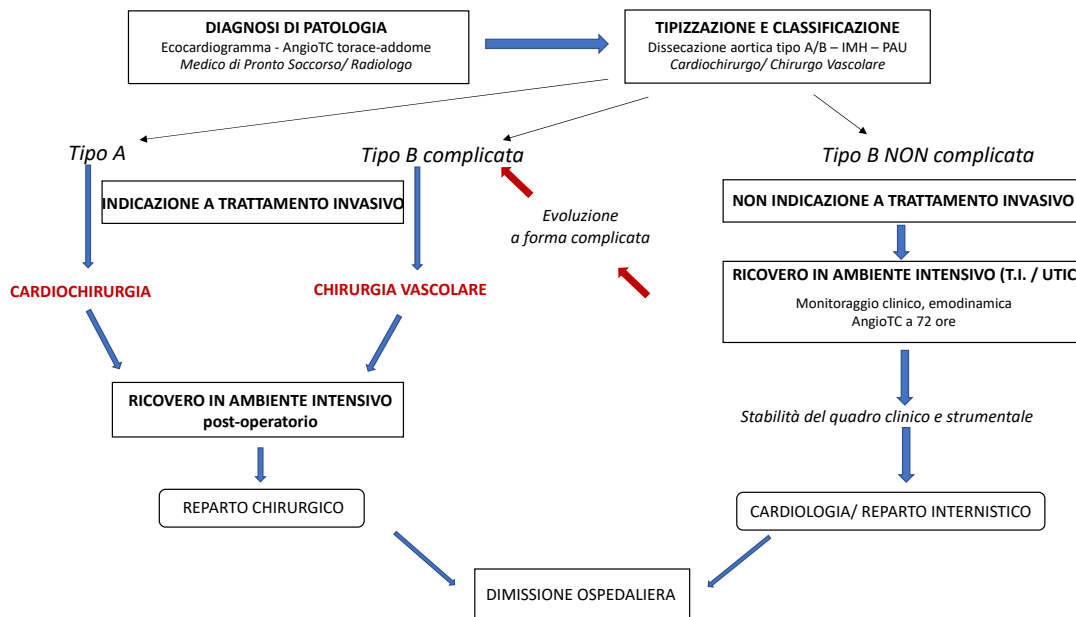 DIAGNOSI DI PATOLOGIA
Ecocardiogramma - AngioTC torace-addome
Medico di Pronto Soccorso/ Radiologo
TIPIZZAZIONE E CLASSIFICAZIONE
Dissecazione aortica tipo A/B – IMH – PAU
Cardiochirurgo/ Chirurgo Vascolare
Tipo A
Tipo B complicata
Tipo B NON complicata
INDICAZIONE A TRATTAMENTO INVASIVO
NON INDICAZIONE A TRATTAMENTO INVASIVO
Evoluzione
a forma complicata
CARDIOCHIRURGIA
CHIRURGIA VASCOLARE
RICOVERO IN AMBIENTE INTENSIVO (T.I. / UTIC
Monitoraggio clinico, emodinamica
AngioTC a 72 ore
RICOVERO IN AMBIENTE INTENSIVO
post-operatorio
Stabilità del quadro clinico e strumentale
REPARTO CHIRURGICO
CARDIOLOGIA/ REPARTO INTERNISTICO
DIMISSIONE OSPEDALIERA